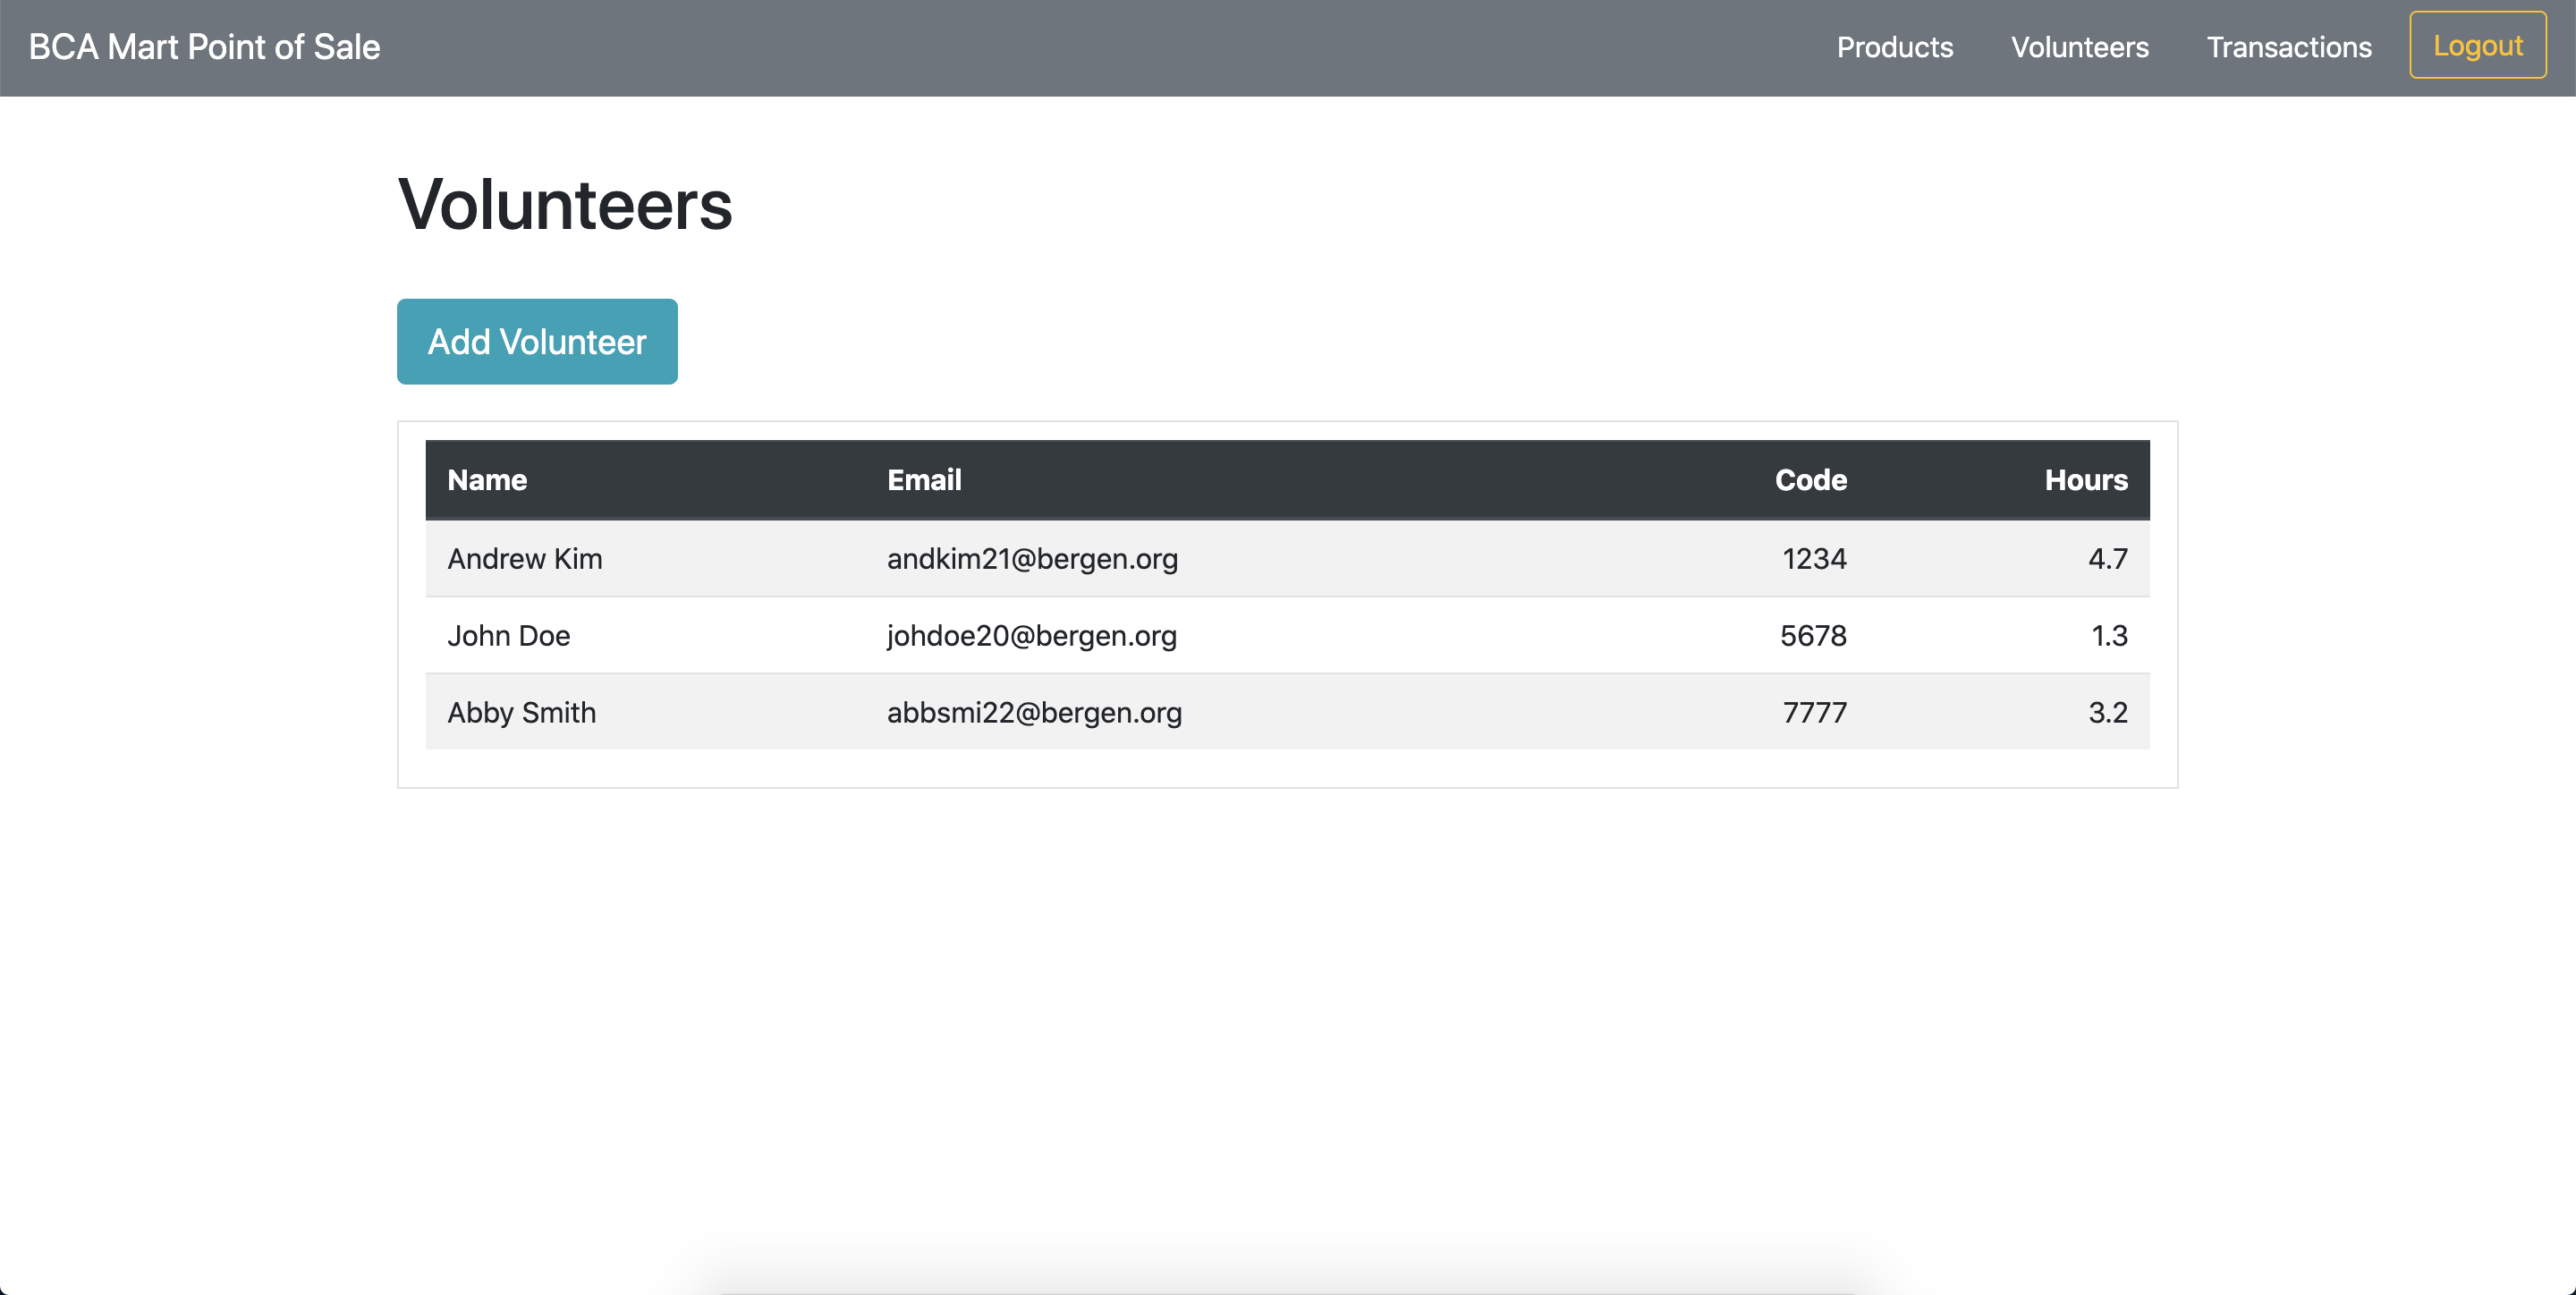 BCA Mart Point of Sale Products Volunteers Transactions Logout
Volunteers
Add Volunteer
Name Email Code Hours
Andrew Kim andkim21@bergen.org 1234 4.7
John Doe johdoe20@bergen.org 5678 1.3
Abby Smith abbsmi22@bergen.org 7777 3.2